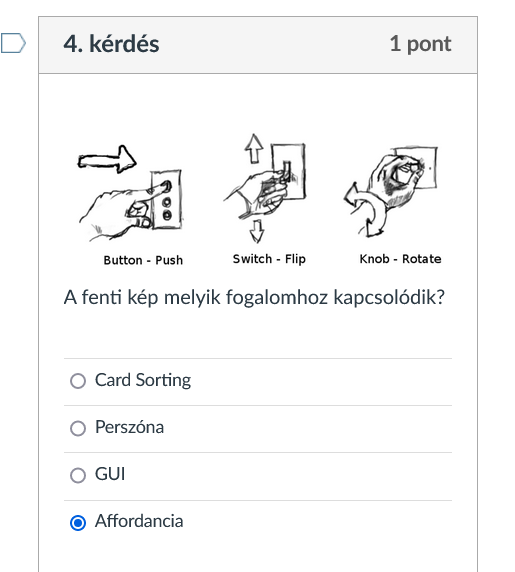 4. kérdés
1 pont
Button - Push
Switch - Flip
Knob - Rotate
A fenti kép melyik fogalomhoz kapcsolódik?
Card Sorting
Perszóna
GUI
Affordancia